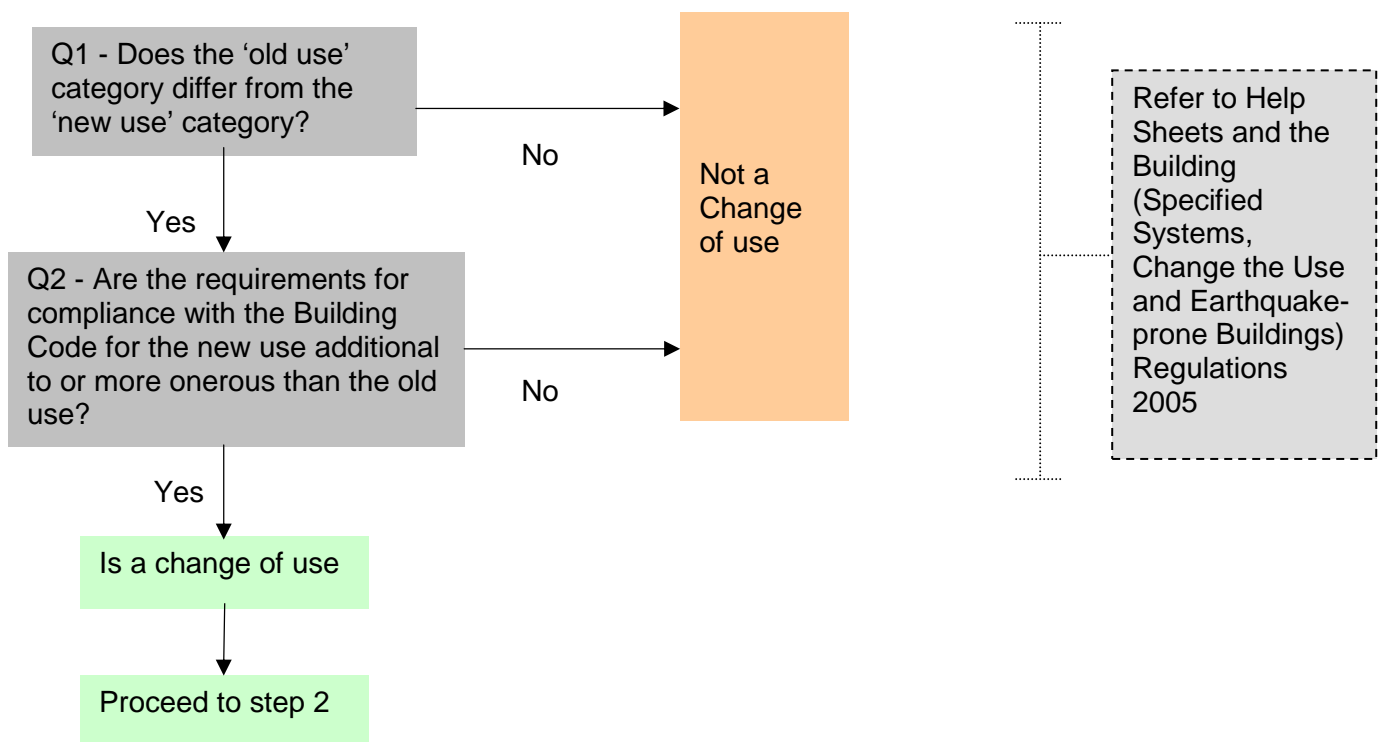 Q1 - Does the ‘old use’
category differ from the
‘new use’ category?
No
Yes
Q2 - Are the requirements for
compliance with the Building
Code for the new use additional
to or more onerous than the old
use?
No
Yes
Is a change of use
Proceed to step 2
Not a
Change
of use
Refer to Help
Sheets and the
Building
(Specified
Systems,
Change the Use
and Earthquake-
prone Buildings)
Regulations
2005